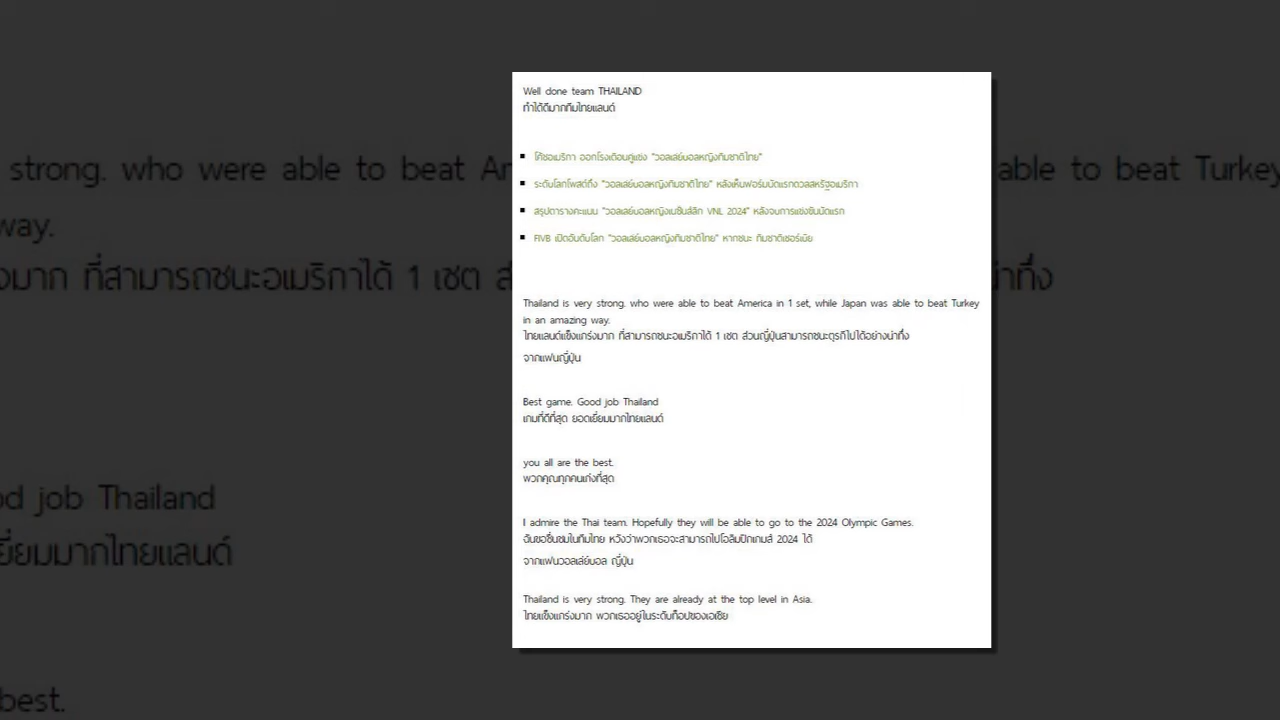 Well done team THAILAND
ทำได้ดีมากทีมไทยแลนด์
โค้ชอเมริกา ออกโรงเตือนคู่แข่ง "วอลเลย์บอลหญิงทีมชาติไทย"
ระดับโลกโพสต์ถึง "วอลเลย์บอลหญิงทีมชาติไทย" หลังเห็นฟอร์มนัดแรกดวลสหรัฐอเมริกา
สรุปตารางคะแนน "วอลเลย์บอลหญิงเนชั่นส์ลีก VNL 2024" หลังจบการแข่งขันนัดแรก
FIVB เปิดอันดับโลก "วอลเลย์บอลหญิงทีมชาติไทย" หากชนะ ทีมชาติเซอร์เบีย
Thailand is very strong. who were able to beat America in 1 set, while Japan was able to beat Turkey
in an amazing way.
ไทยแลนด์แข็งแกร่งมาก ที่สามารถชนะอเมริกาได้ 1 เซต ส่วนญี่ปุ่นสามารถชนะตุรกีไปได้อย่างน่าทึ่ง
จากแฟนญี่ปุ่น
Best game. Good job Thailand
เกมที่ดีที่สุด ยอดเยี่ยมมากไทยแลนด์
you all are the best.
พวกคุณทุกคนเก่งที่สุด
I admire the Thai team. Hopefully they will be able to go to the 2024 Olympic Games.
ฉันขอชื่นชมในทีมไทย หวังว่าพวกเธอจะสามารถไปโอลิมปิกเกมส์ 2024 ได้
จากแฟนวอลเล่ย์บอล ญี่ปุ่น
Thailand is very strong. They are already at the top level in Asia.
ไทยแข็งแกร่งมาก พวกเธออยู่ในระดับท็อปของเอเชีย